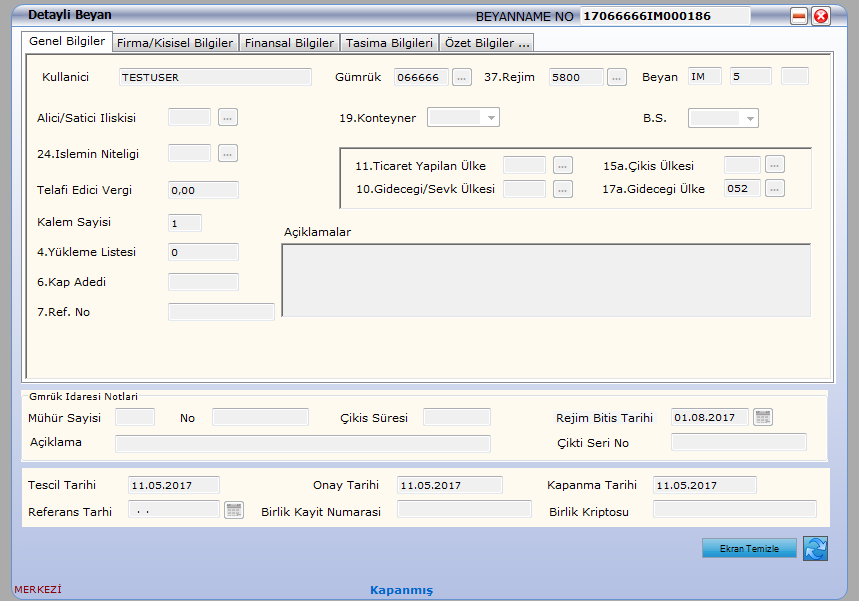 Detayli Beyan BEYANNAME NO 17066666IM000186
Genel Bilgiler Firma/Kisisel Bilgiler Finansal Bilgiler Tasima Bilgileri Özet Bilgiler ...
Kullanici TESTUSER Gümrük 066666 ... 37.Rejim 5800 ... Beyan IM 5
Alici/Satici Iliskisi ... 19.Konteyner B.S.
24.Islemin Niteligi ...
11.Ticaret Yapilan Ülke ... 15a.Çikis Ülkesi ...
Telafi Edici Vergi 0,00 10.Gidecegi/Sevk Ülkesi ... 17a.Gidecegi Ülke 052 ...
Kalem Sayisi 1
Açiklamalar
4.Yükleme Listesi 0
6.Kap Adedi
7.Ref. No
Gmrük Idaresi Notlari
Mühür Sayisi No Çikis Süresi Rejim Bitis Tarihi 01.08.2017
Açiklama Çikti Seri No
Tescil Tarihi 11.05.2017 Onay Tarihi 11.05.2017 Kapanma Tarihi 11.05.2017
Referans Tarhi . . Birlik Kayit Numarasi Birlik Kriptosu
Ekran Temizle
MERKEZİ Kapanmış